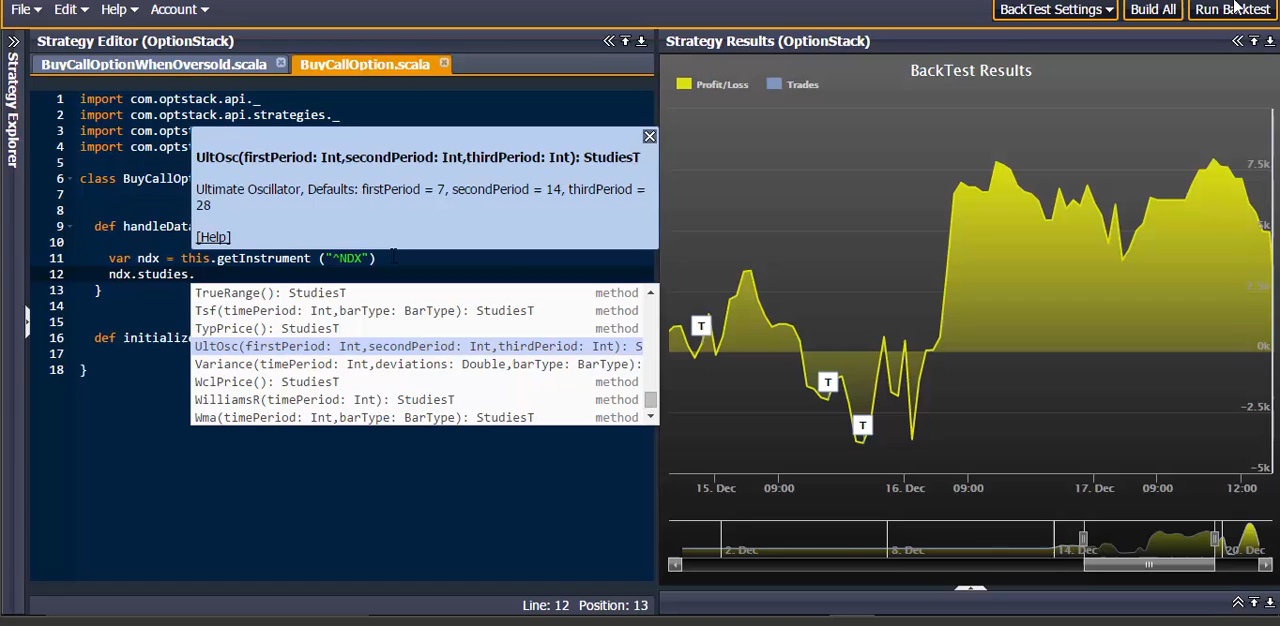 File Edit Help Account BackTest Settings Build All Run Backtest
Strategy Explorer
Strategy Editor (OptionStack)
BuyCallOptionWhenOversold.scala BuyCallOption.scala
1 import com.optstack.api._
2 import com.optstack.api.strategies._
3 import com.optst
4 import com.opts
5
6 class BuyCallOpt
7
8
9 def handleData
10
11 var ndx = this.getInstrument ("^NDX")
12 ndx.studies.
13 }
14
15
16 def initialize
17
18 }
UltOsc(firstPeriod: Int,secondPeriod: Int,thirdPeriod: Int): StudiesT
Ultimate Oscillator, Defaults: firstPeriod = 7, secondPeriod = 14, thirdPeriod =
28
[Help]
TrueRange(): StudiesT method
Tsf(timePeriod: Int,barType: BarType): StudiesT method
TypPrice(): StudiesT method
UltOsc(firstPeriod: Int,secondPeriod: Int,thirdPeriod: Int): S
Variance(timePeriod: Int,deviations: Double,barType: BarType):
WclPrice(): StudiesT method
WilliamsR(timePeriod: Int): StudiesT method
Wma(timePeriod: Int,barType: BarType): StudiesT method
Line: 12 Position: 13
Strategy Results (OptionStack)
BackTest Results
Profit/Loss Trades
7.5k
5k
2.5k
0k
-2.5k
-5k
T
T
T
15. Dec 09:00 16. Dec 09:00 17. Dec 09:00 12:00
2. Dec 8. Dec 14. Dec 20. Dec